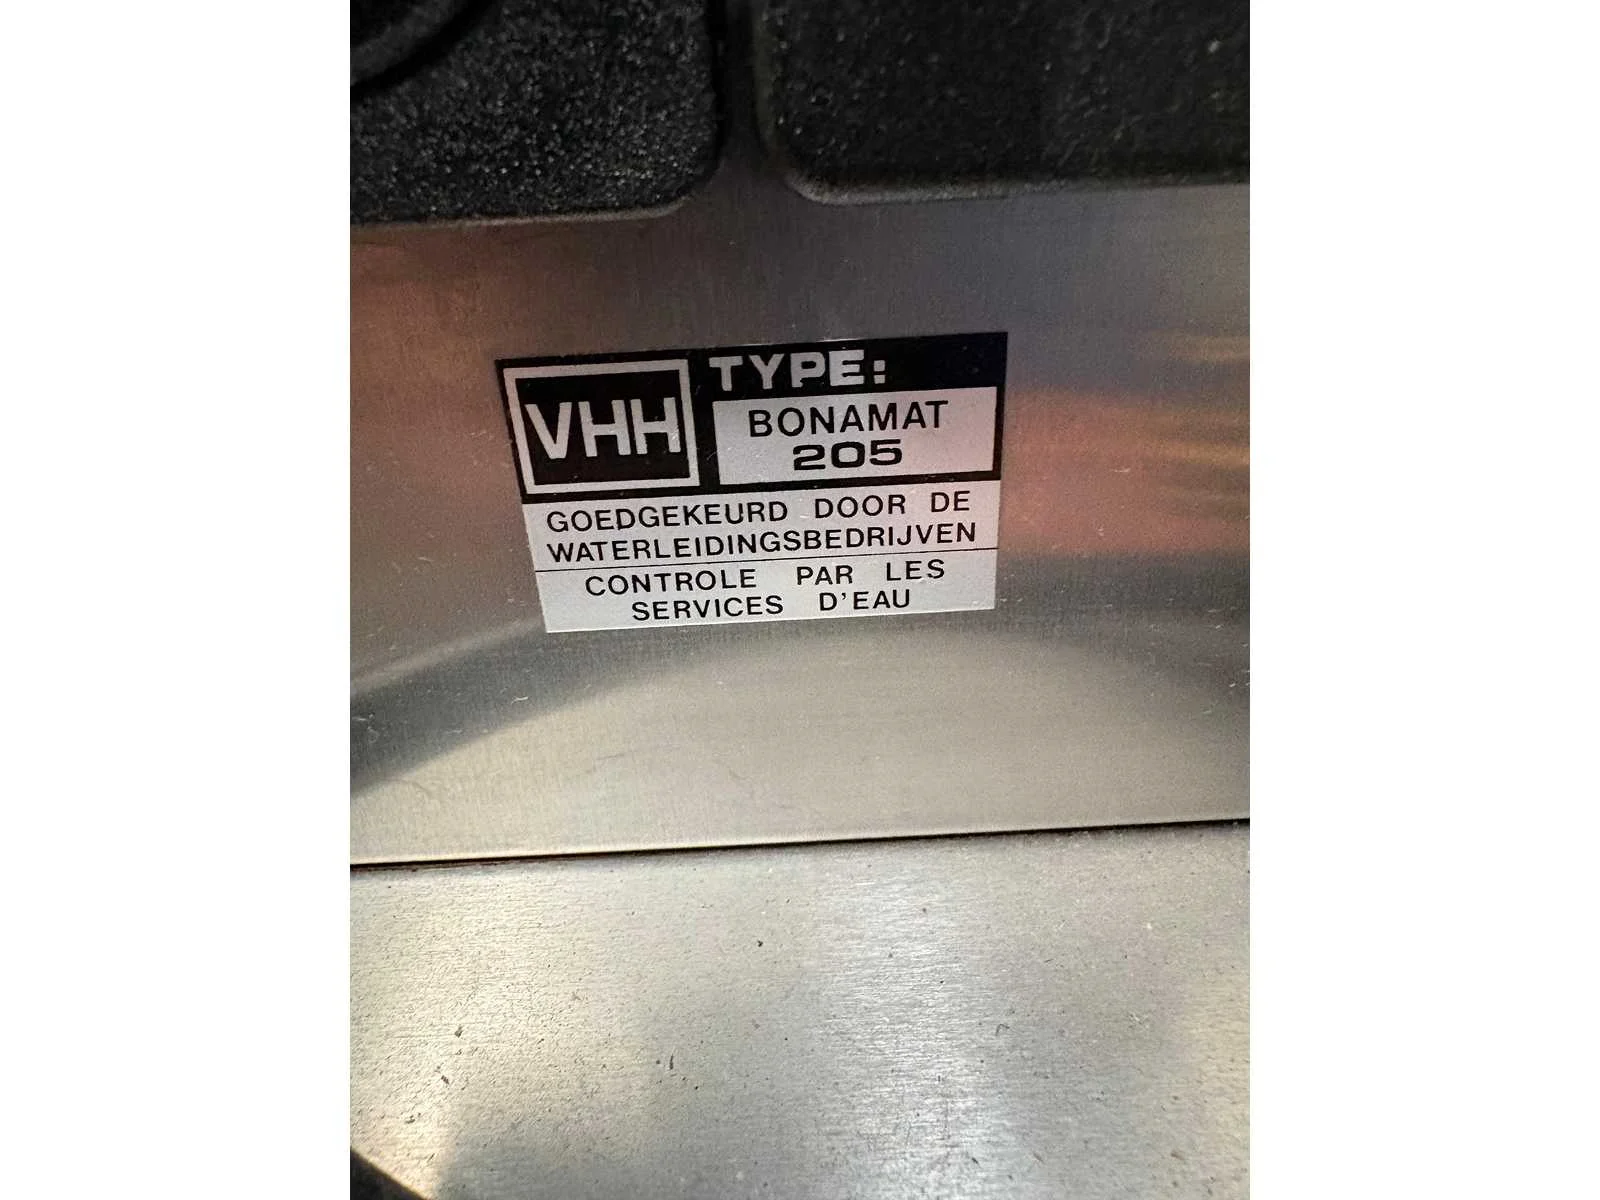 VHH
TYPE:
BONAMAT
205
GOEDGEKEURD DOOR DE
WATERLEIDINGSBEDRIJVEN
CONTROLE PAR LES
SERVICES D'EAU